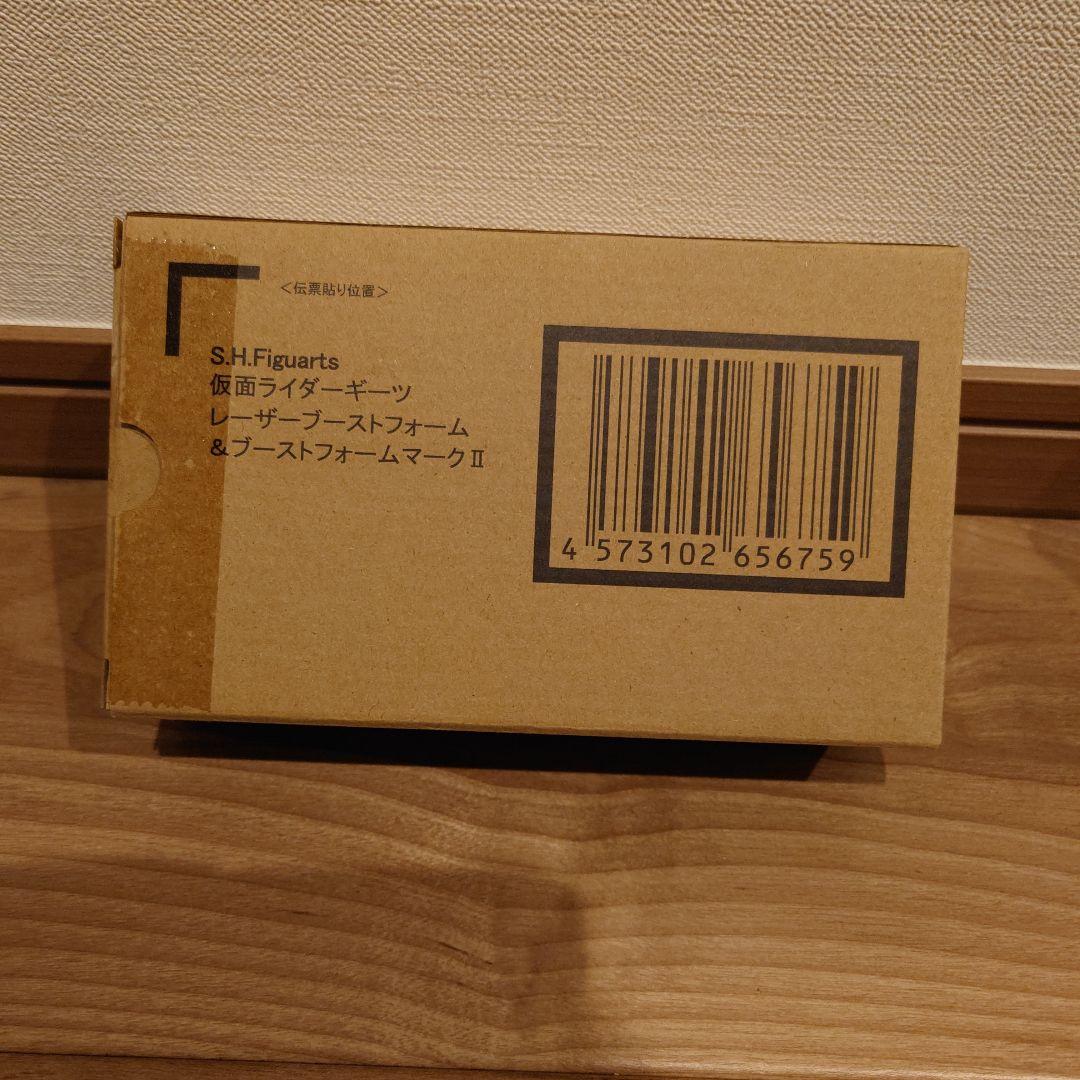 ＜伝票貼り位置＞
S.H.Figuarts
仮面ライダーギーツ
レーザーブーストフォーム
&ブーストフォームマークⅡ
4 573102 656759